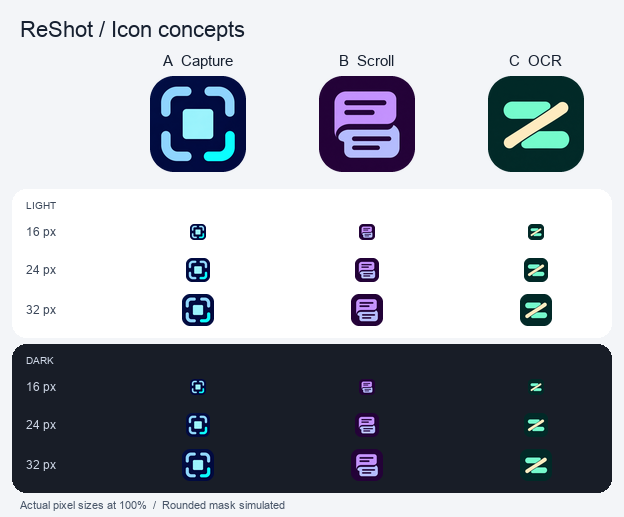 ReShot / Icon concepts
A Capture B Scroll C OCR
LIGHT
16 px
24 px
32 px
DARK
16 px
24 px
32 px
Actual pixel sizes at 100% / Rounded mask simulated